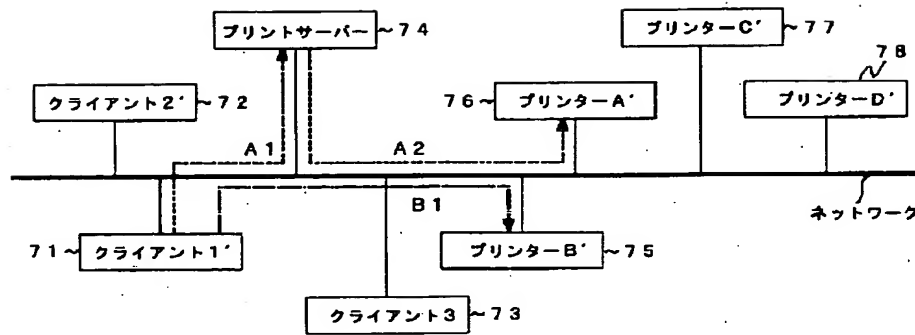 プリントサーバー ~74
プリンターC' ~77
78
クライアント2' ~72
76~ プリンターA'
プリンターD'
A1
A2
B1
ネットワーク
71~ クライアント1'
プリンターB' ~75
クライアント3 ~73